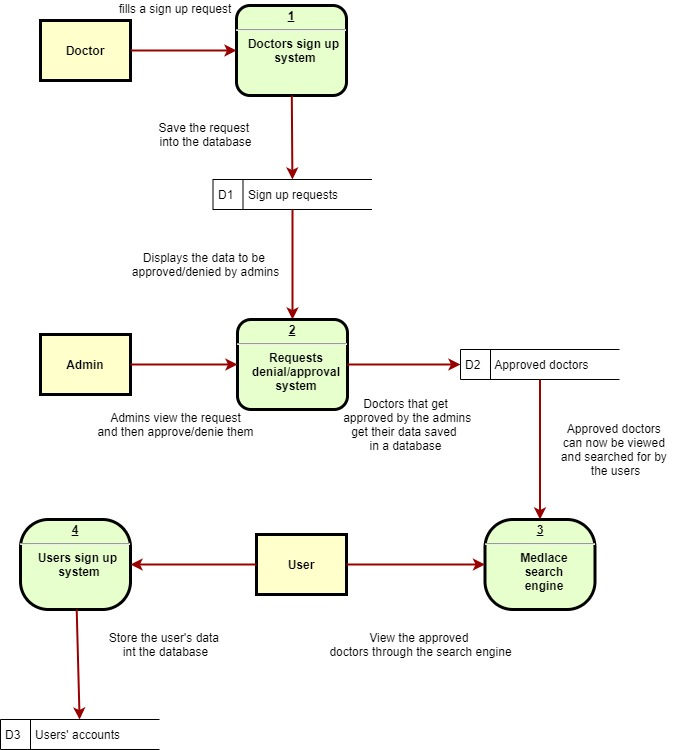 fills a sign up request
1
Doctor
Doctors sign up
system
Save the request
into the database
D1
Sign up requests
Displays the data to be
approved/denied by admins
2
Admin
Requests
denial/approval
system
D2
Approved doctors
Admins view the request
and then approve/denie them
Doctors that get
approved by the admins
get their data saved
in a database
Approved doctors
can now be viewed
and searched for by
the users
4
Users sign up
system
User
3
Medlace
search
engine
Store the user's data
int the database
View the approved
doctors through the search engine
D3
Users' accounts